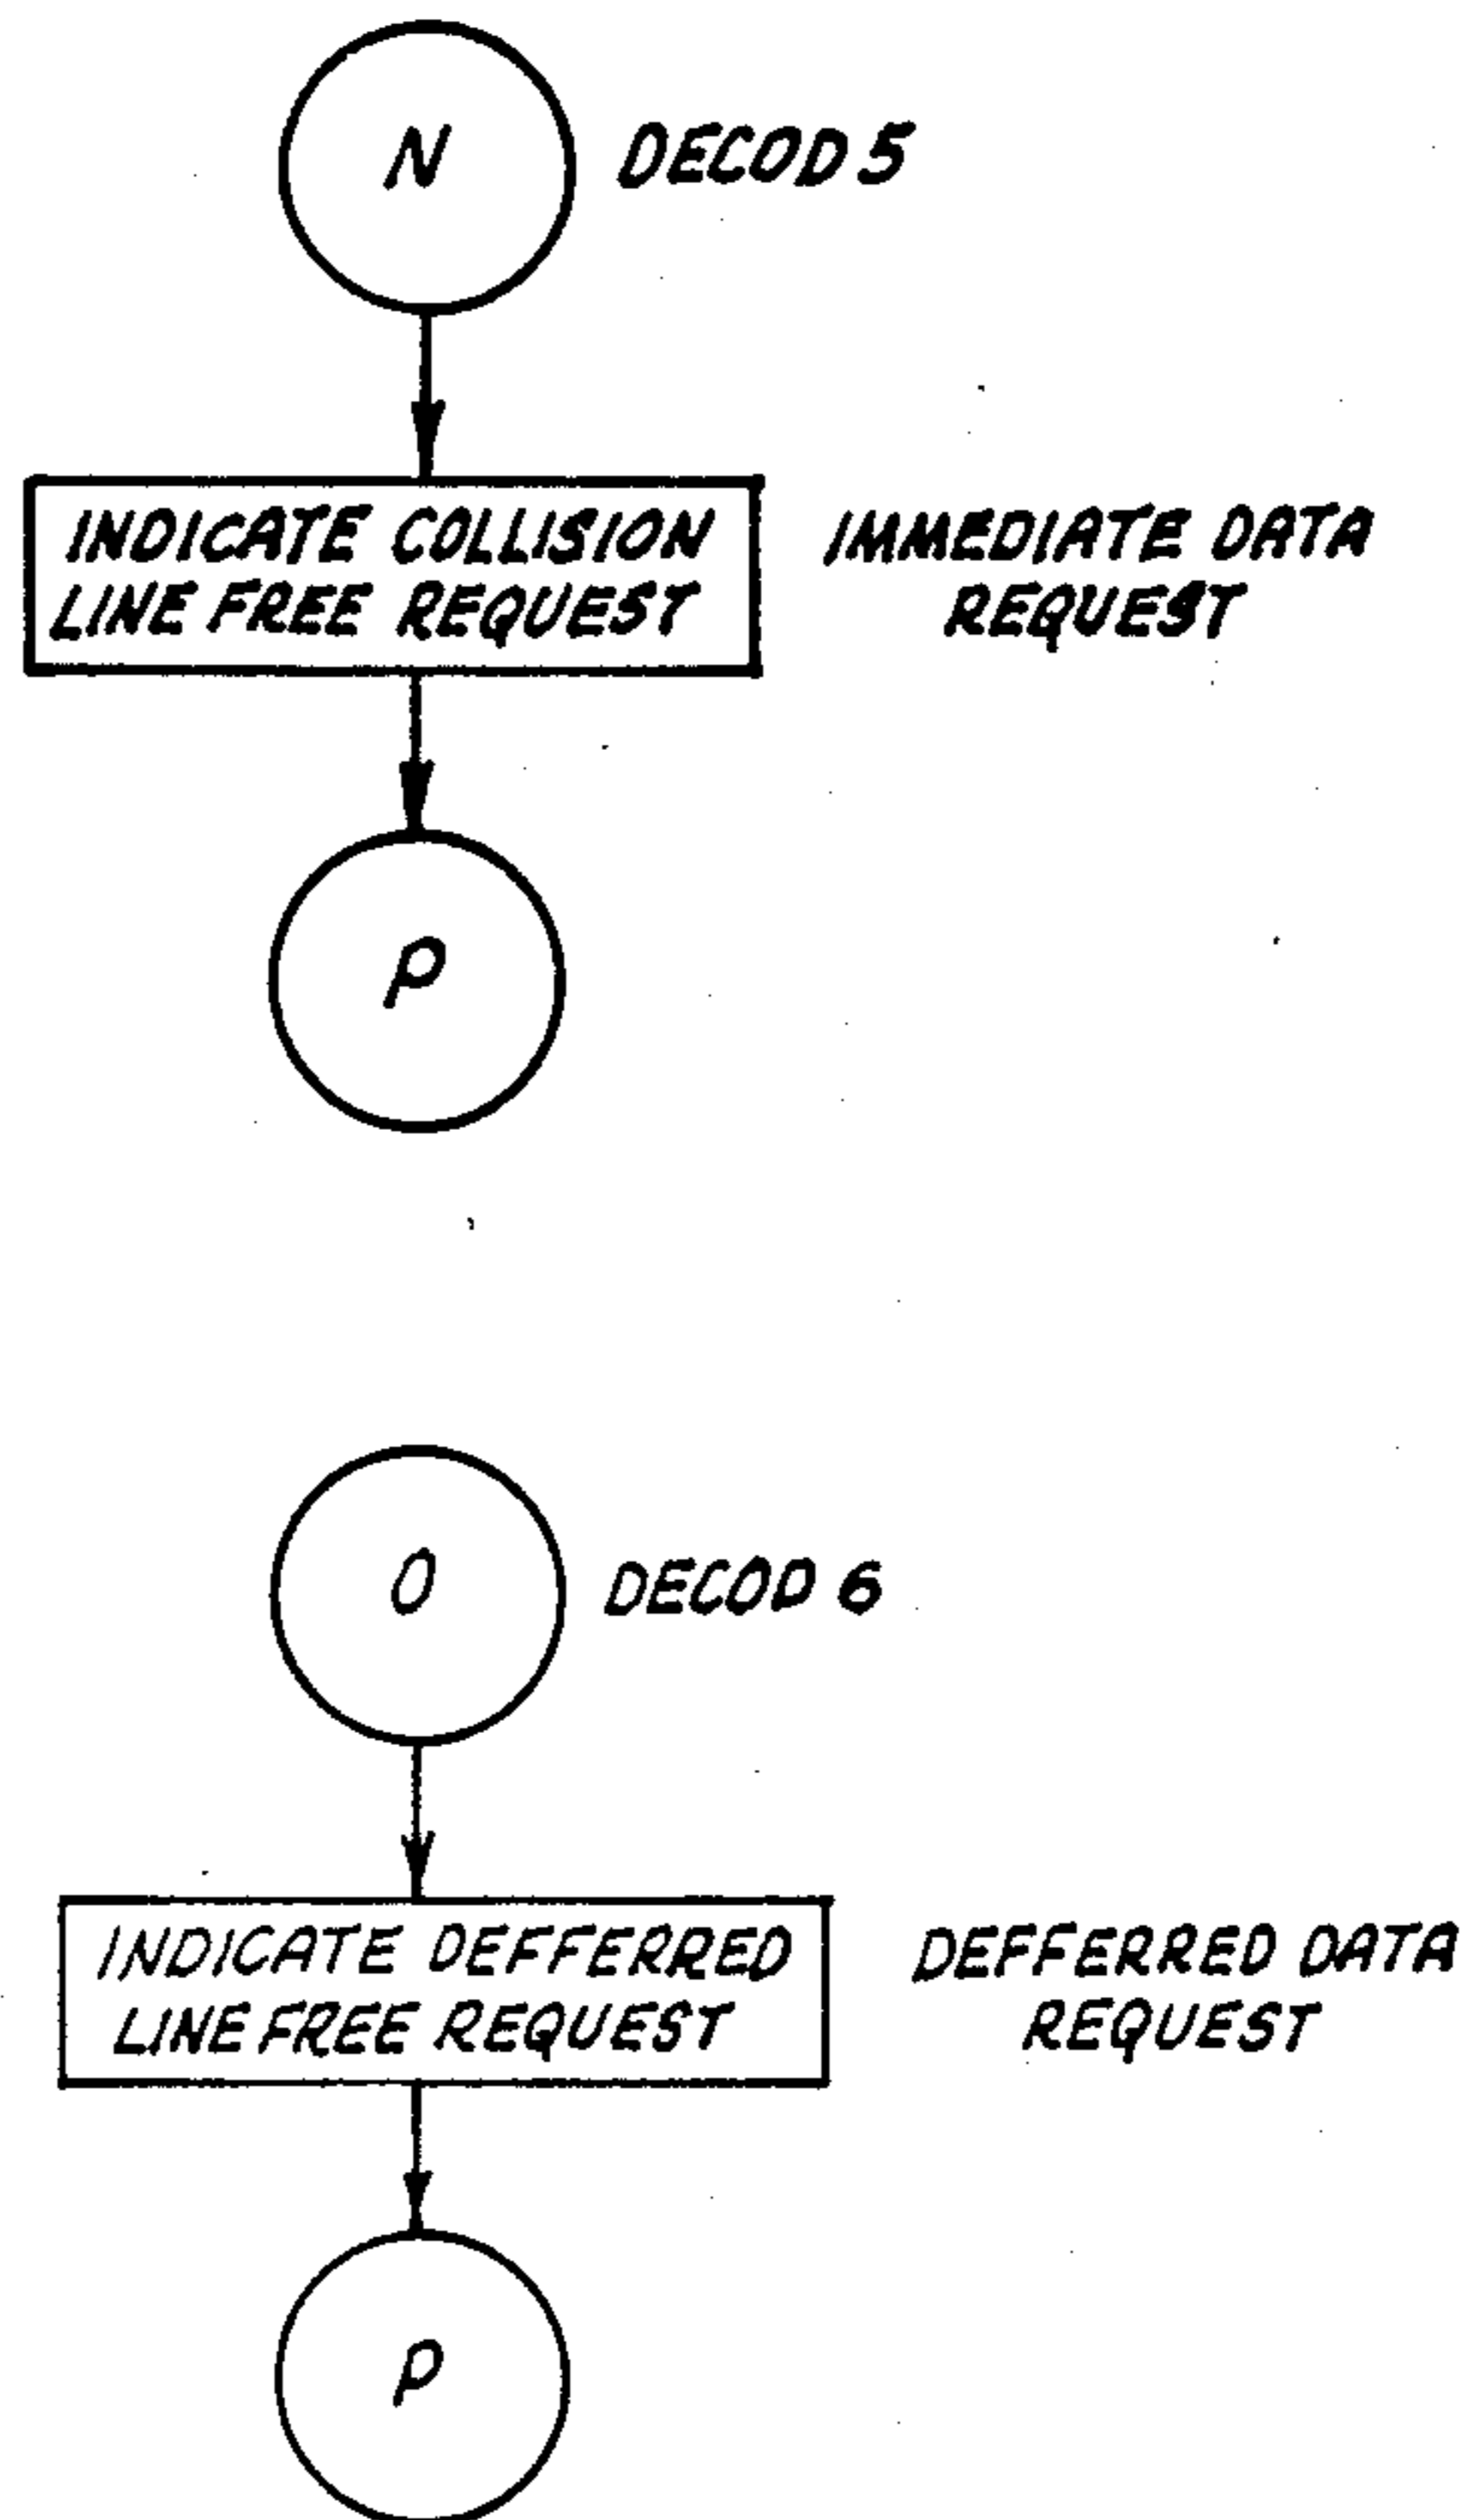 N
DECOD 5
INDICATE COLLISION
LINE FREE REQUEST
IMMEDIATE DATA
REQUEST
P
O
DECOD 6
INDICATE DEFFERRED
LINE FREE REQUEST
DEFFERRED DATA
REQUEST
P